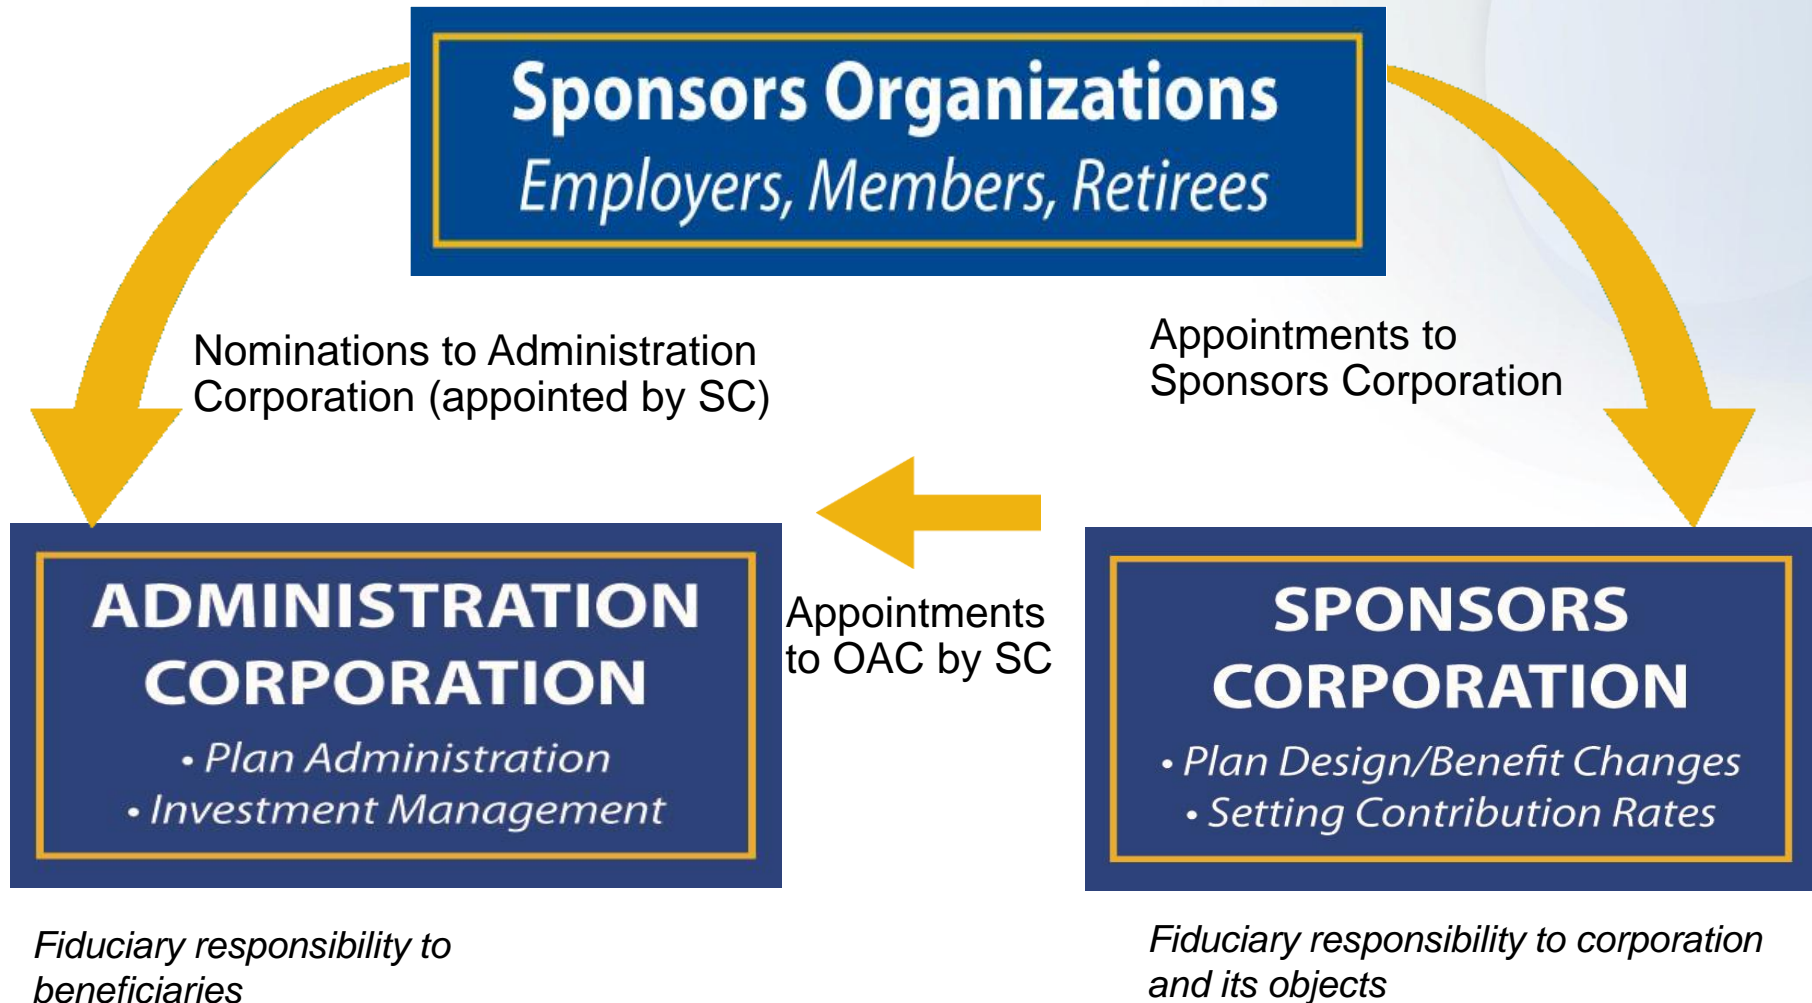 Sponsors Organizations
Employers, Members, Retirees
Nominations to Administration
Corporation (appointed by SC)
Appointments to
Sponsors Corporation
Appointments
to OAC by SC
ADMINISTRATION
CORPORATION
• Plan Administration
• Investment Management
SPONSORS
CORPORATION
• Plan Design/Benefit Changes
• Setting Contribution Rates
Fiduciary responsibility to
beneficiaries
Fiduciary responsibility to corporation
and its objects